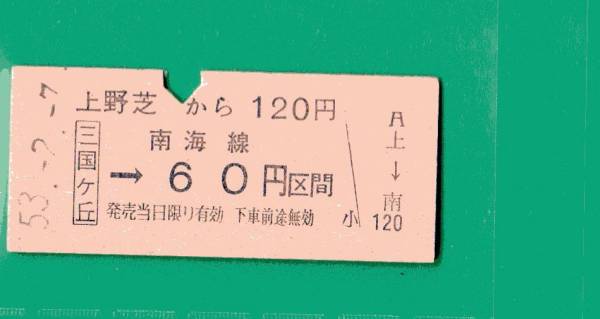 53.-2.-7
上野芝 から 120円
三国ケ丘
南海線
→ 60円区間
発売当日限り有効 下車前途無効
小
上
↓
南
120